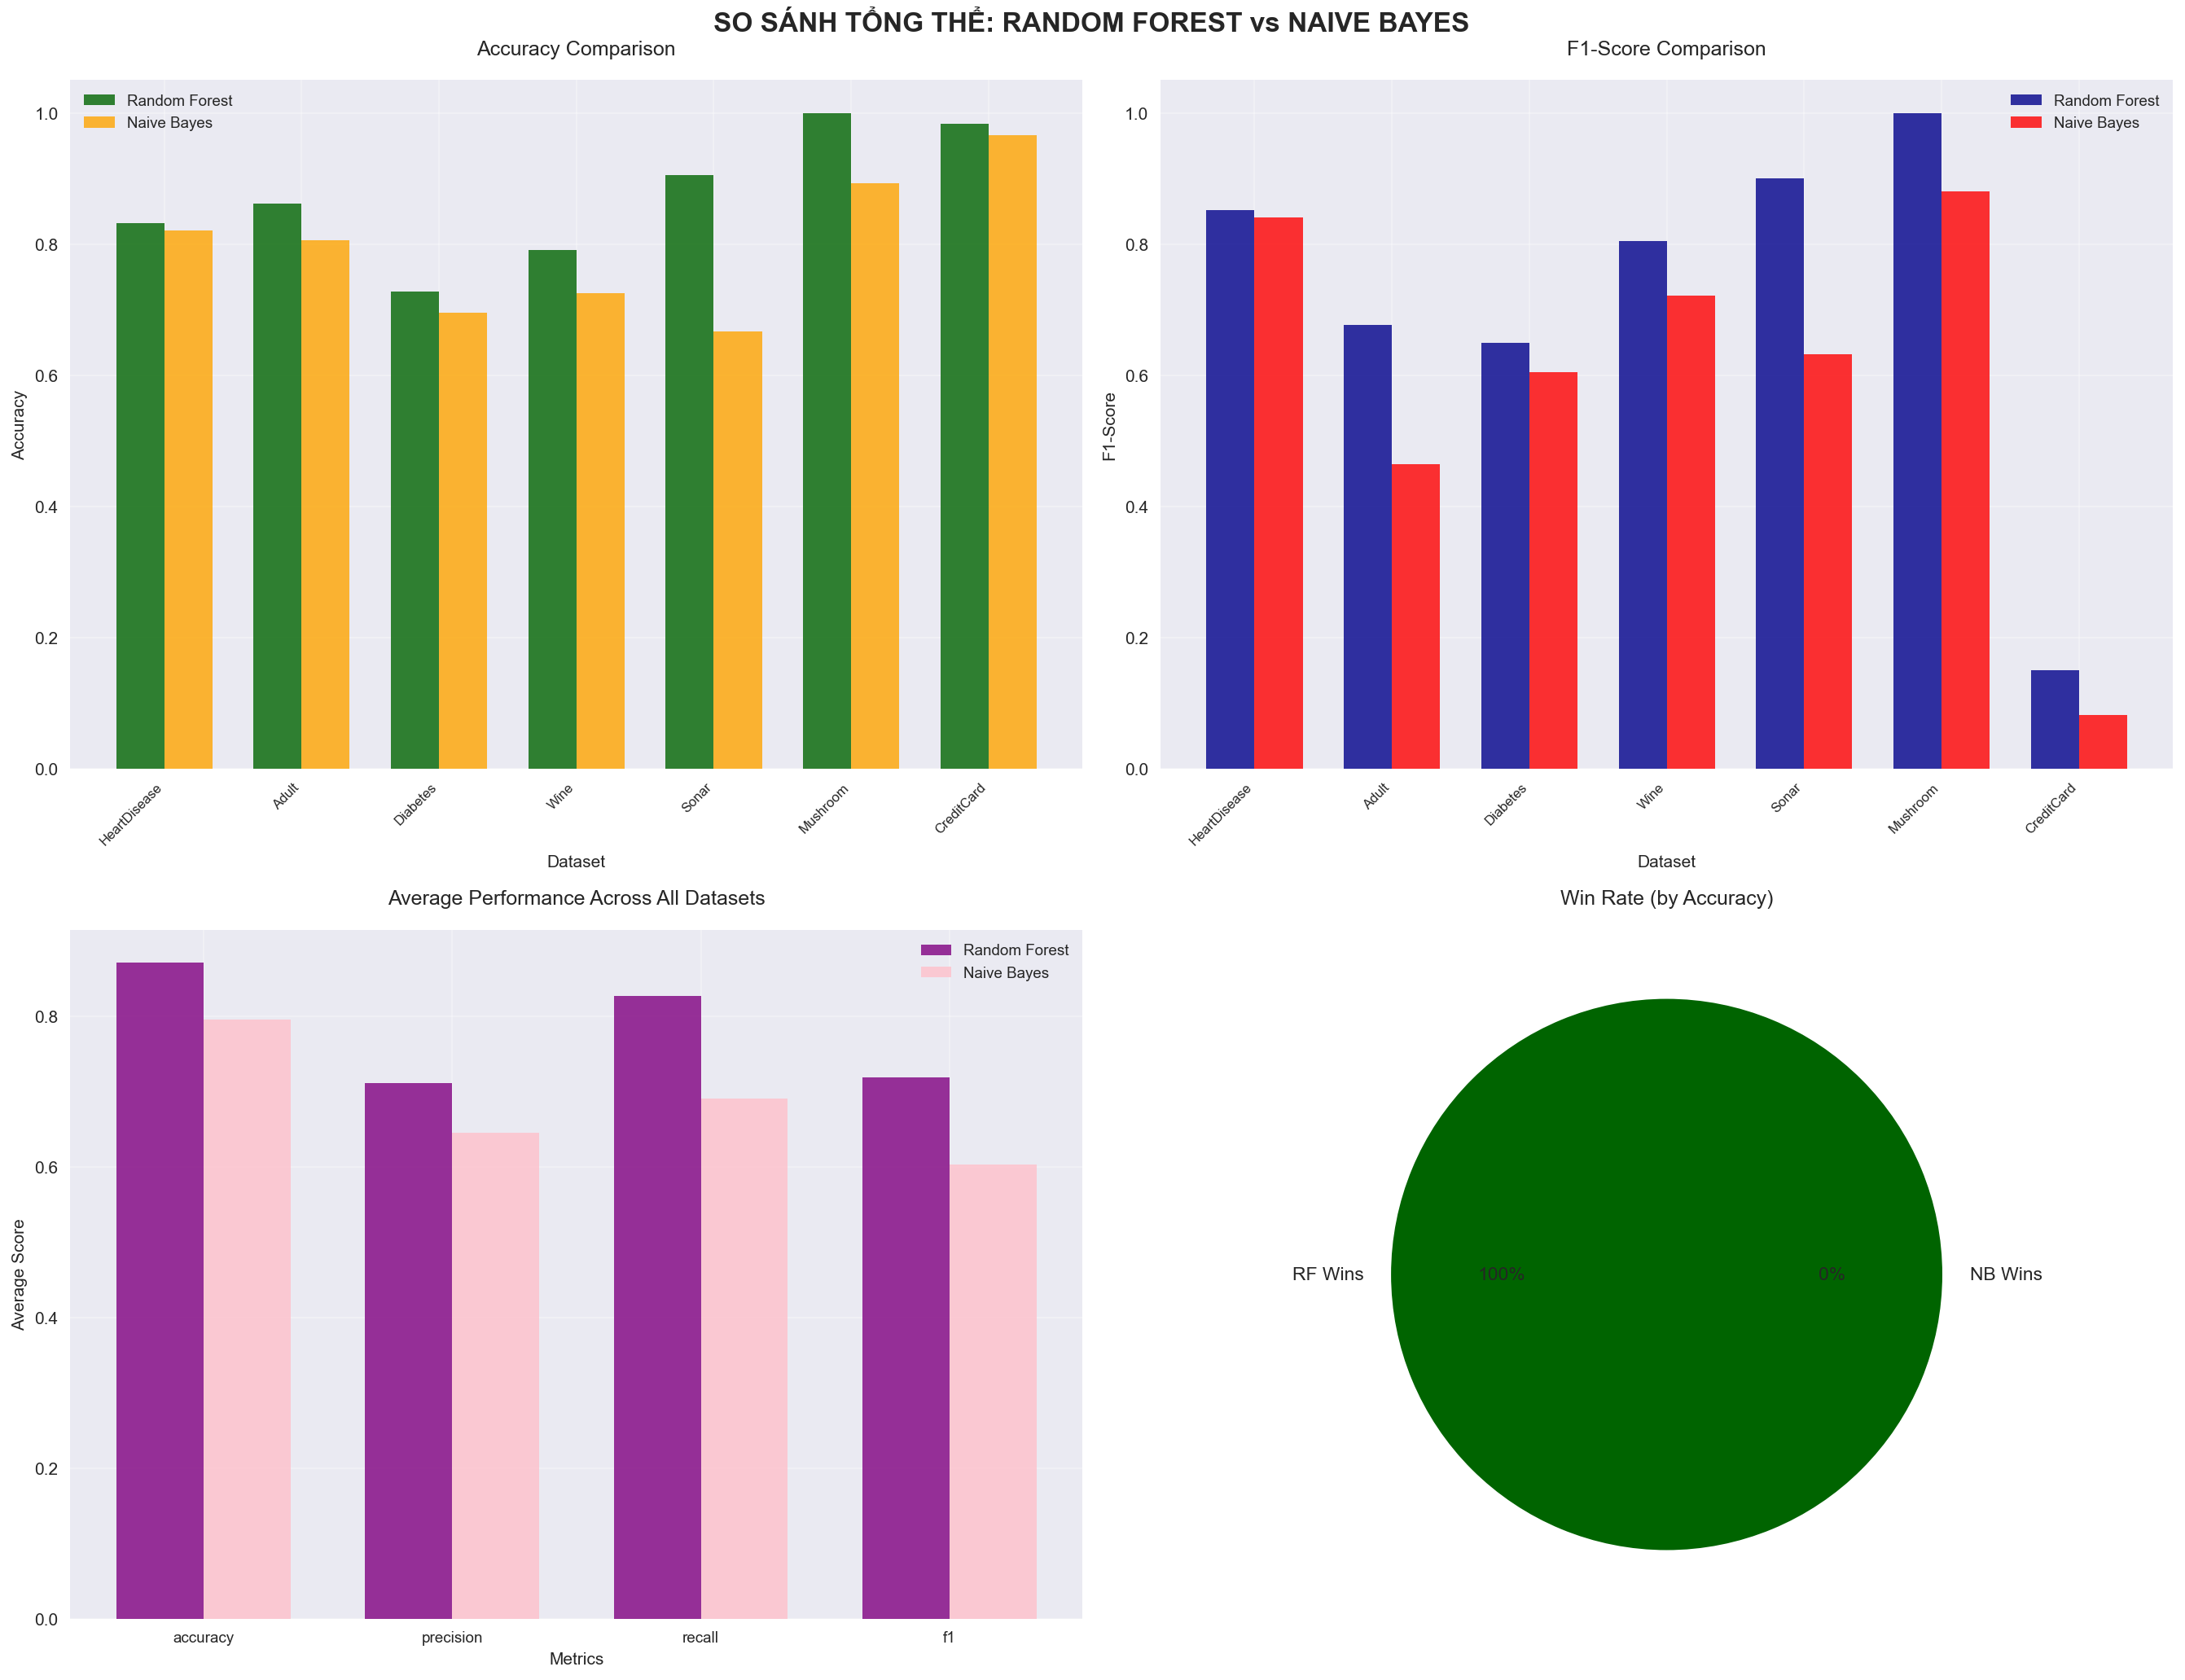 SO SÁNH TỔNG THỂ: RANDOM FOREST vs NAIVE BAYES
Accuracy Comparison
Random Forest
Naive Bayes
Accuracy
1.0
0.8
0.6
0.4
0.2
0.0
HeartDisease
Adult
Diabetes
Wine
Sonar
Mushroom
CreditCard
Dataset
F1-Score Comparison
Random Forest
Naive Bayes
F1-Score
1.0
0.8
0.6
0.4
0.2
0.0
HeartDisease
Adult
Diabetes
Wine
Sonar
Mushroom
CreditCard
Dataset
Average Performance Across All Datasets
Random Forest
Naive Bayes
Average Score
0.8
0.6
0.4
0.2
0.0
accuracy
precision
recall
f1
Metrics
Win Rate (by Accuracy)
RF Wins
100%
0%
NB Wins